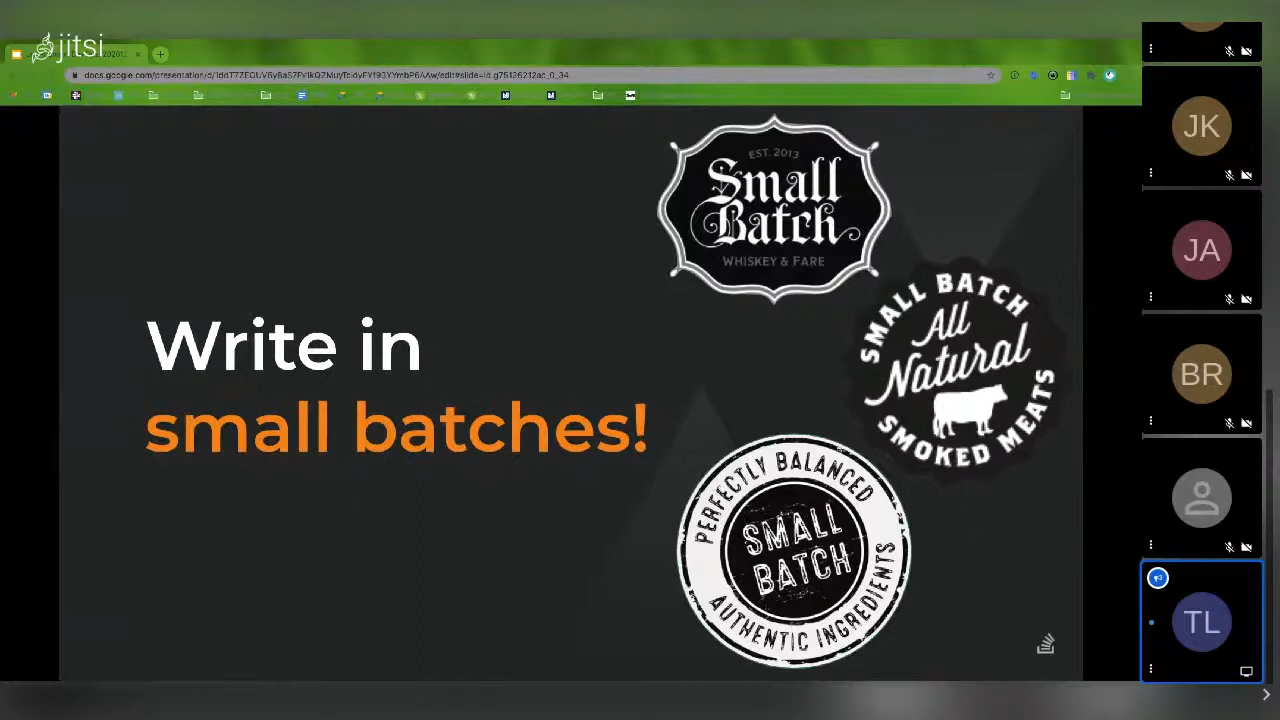 jitsi
EST. 2013
Small
Batch
WHISKEY & FARE
SMALL BATCH
All
Natural
SMOKED MEATS
Write in
small batches!
PERFECTLY BALANCED
SMALL
BATCH
AUTHENTIC INGREDIENTS
JK
JA
BR
TL